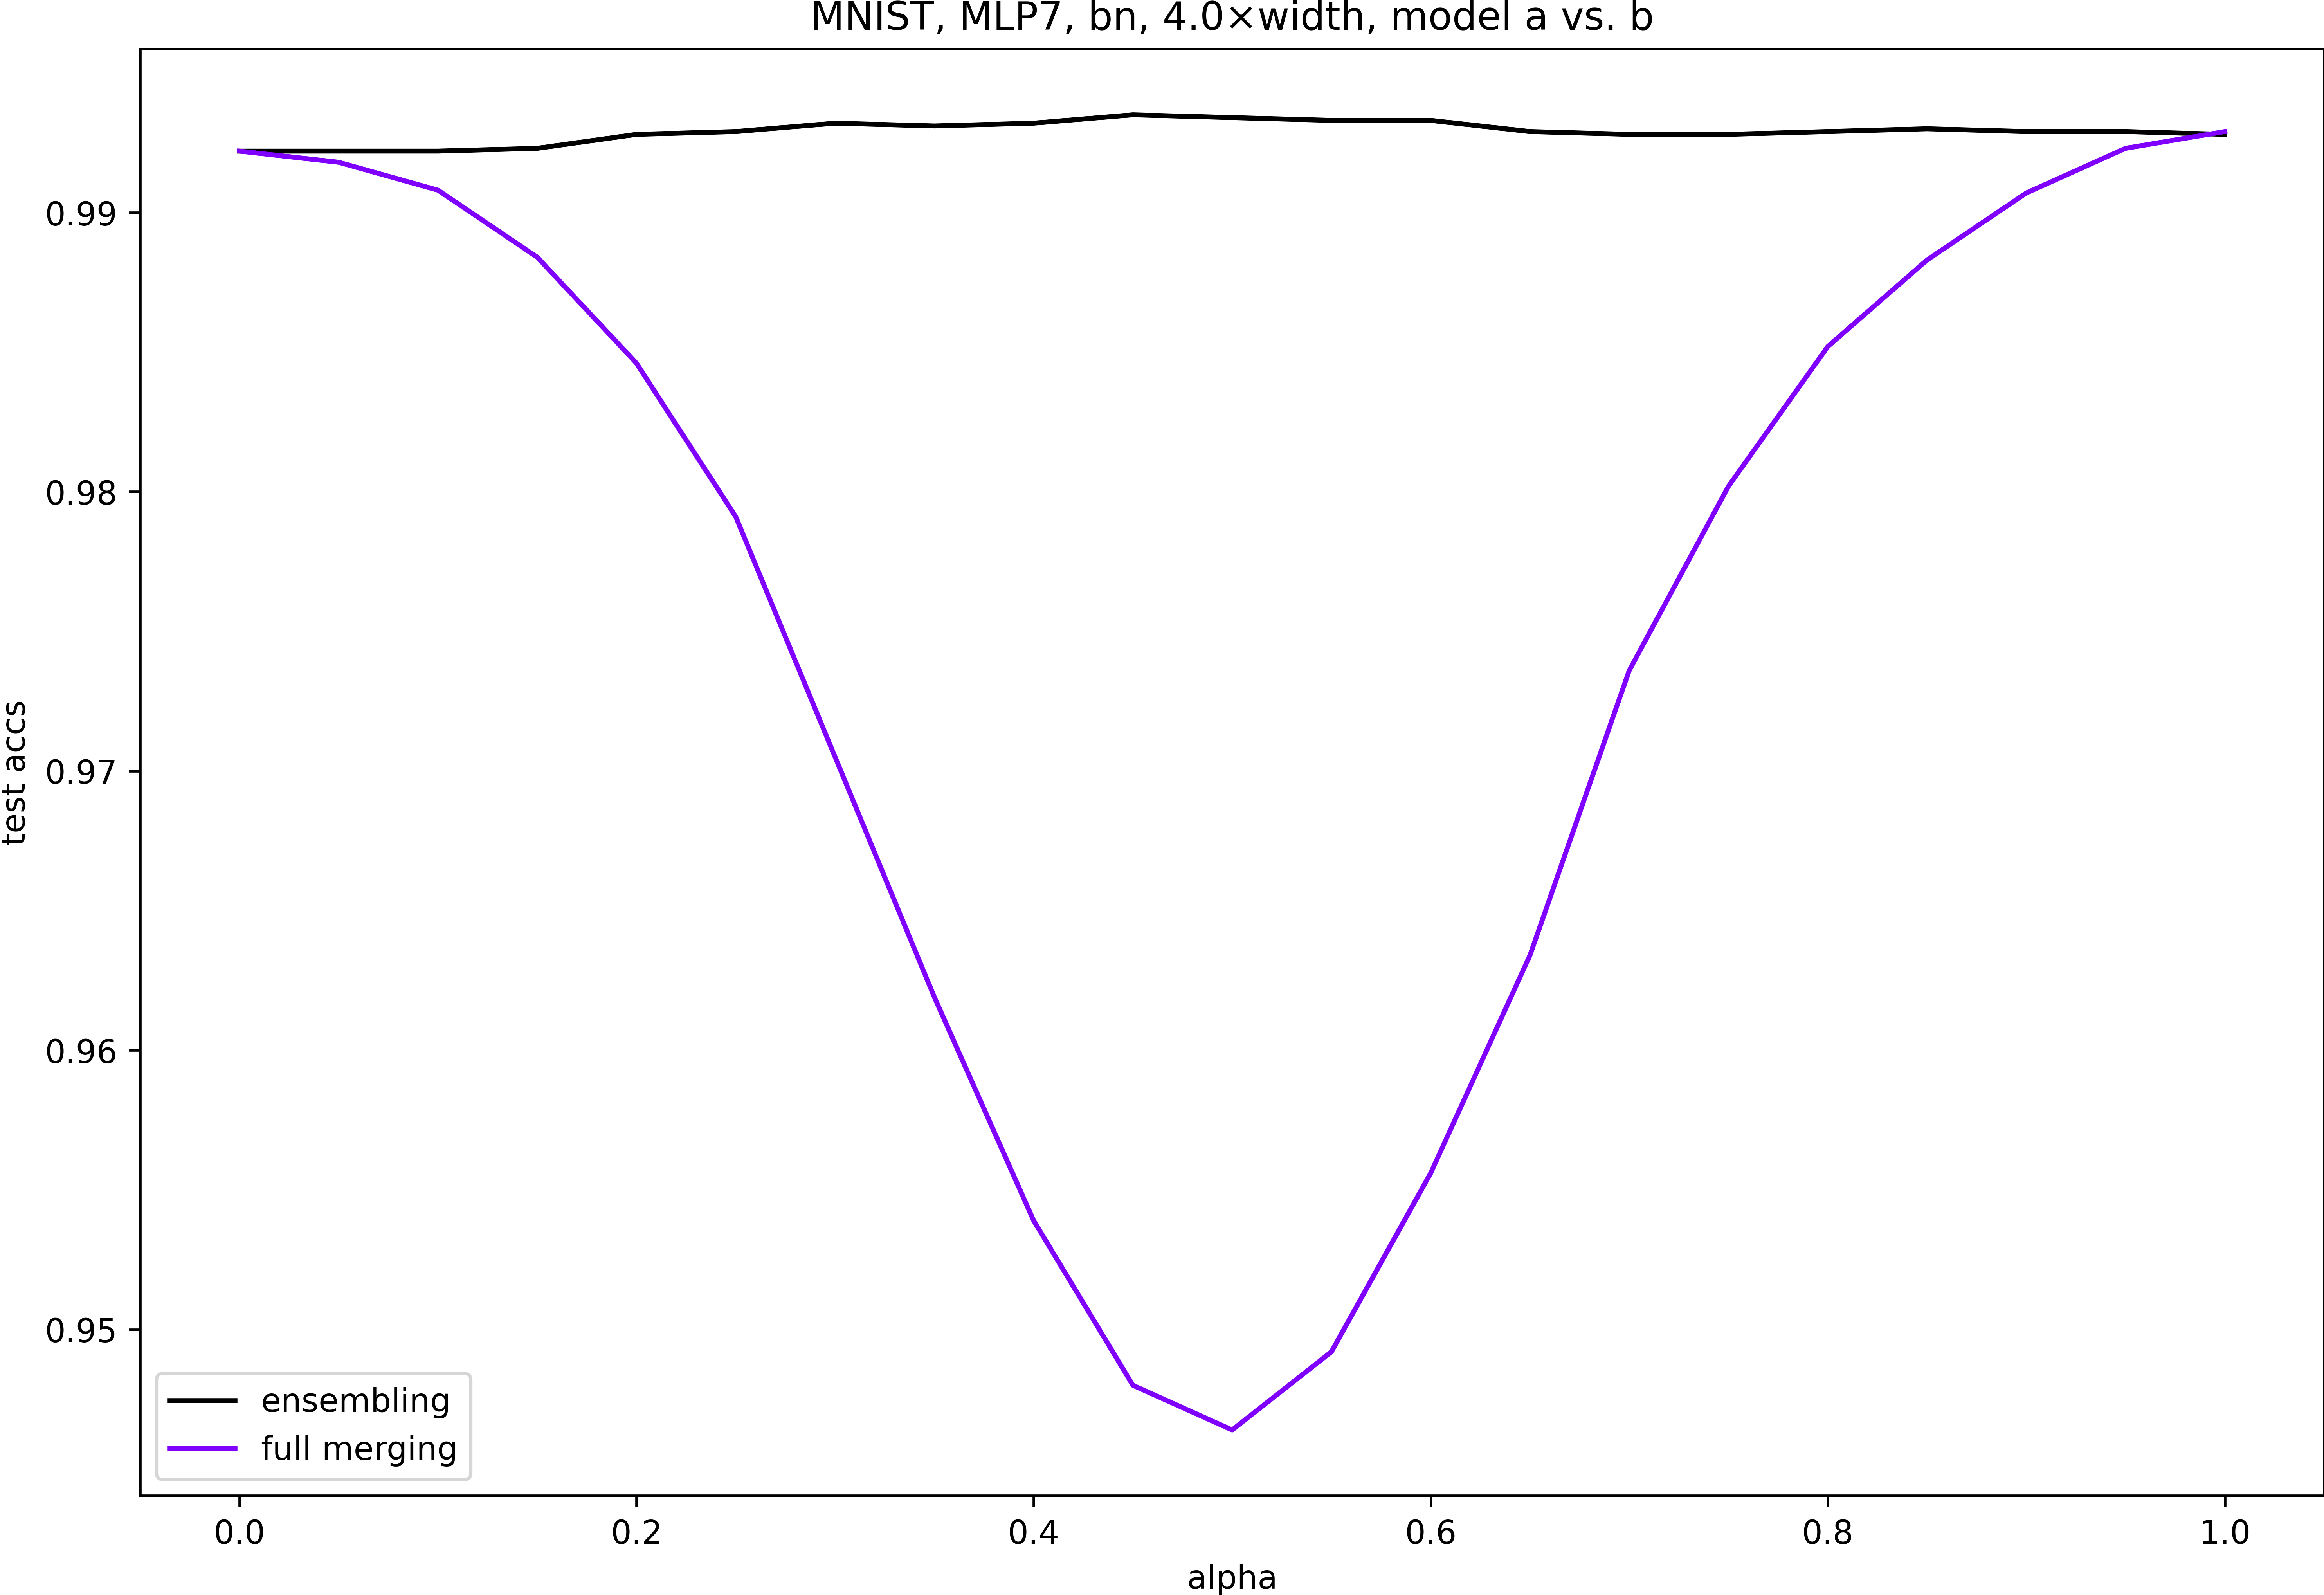 MNIST, MLP7, bn, 4.0×width, model a vs. b
0.99
0.98
0.97
0.96
0.95
test accs
ensembling
full merging
0.0 0.2 0.4 0.6 0.8 1.0
alpha